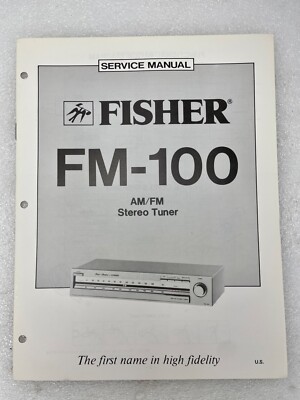 SERVICE MANUAL
FISHER®
FM-100
AM/FM
Stereo Tuner
The first name in high fidelity
U.S.